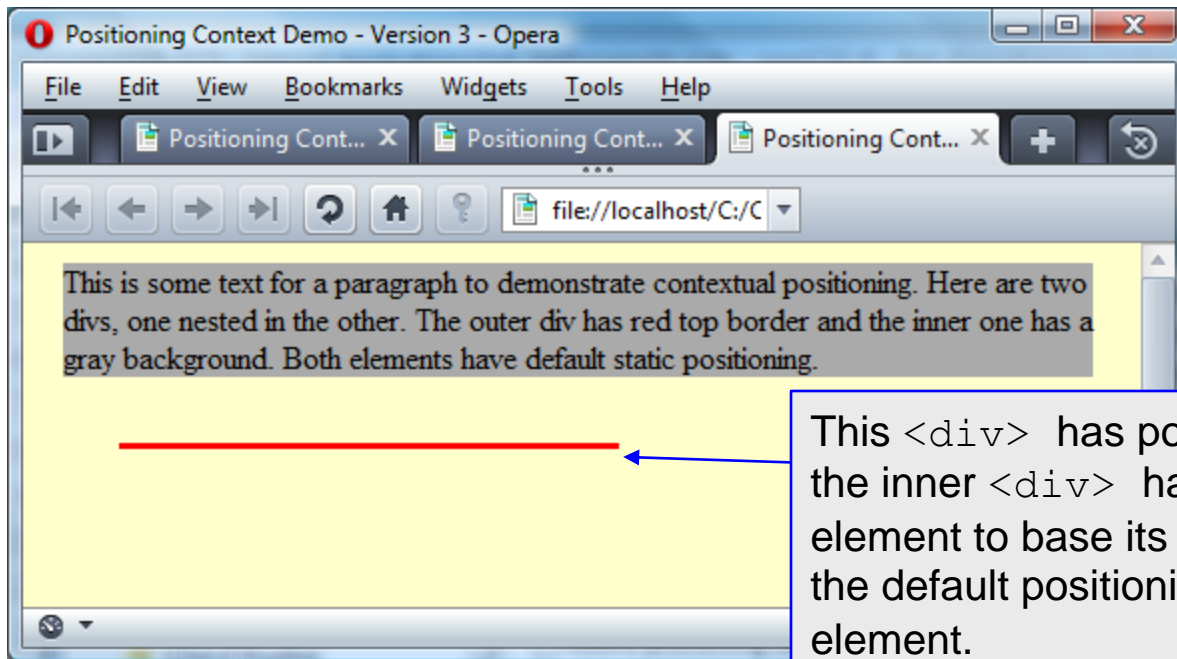 Positioning Context Demo - Version 3 - Opera
File Edit View Bookmarks Widgets Tools Help
Positioning Cont... Positioning Cont... Positioning Cont...
file://localhost/C:/C
This is some text for a paragraph to demonstrate contextual positioning. Here are two
divs, one nested in the other. The outer div has red top border and the inner one has a
gray background. Both elements have default static positioning.
This <div> has po
the inner <div> ha
element to base its
the default positioni
element.